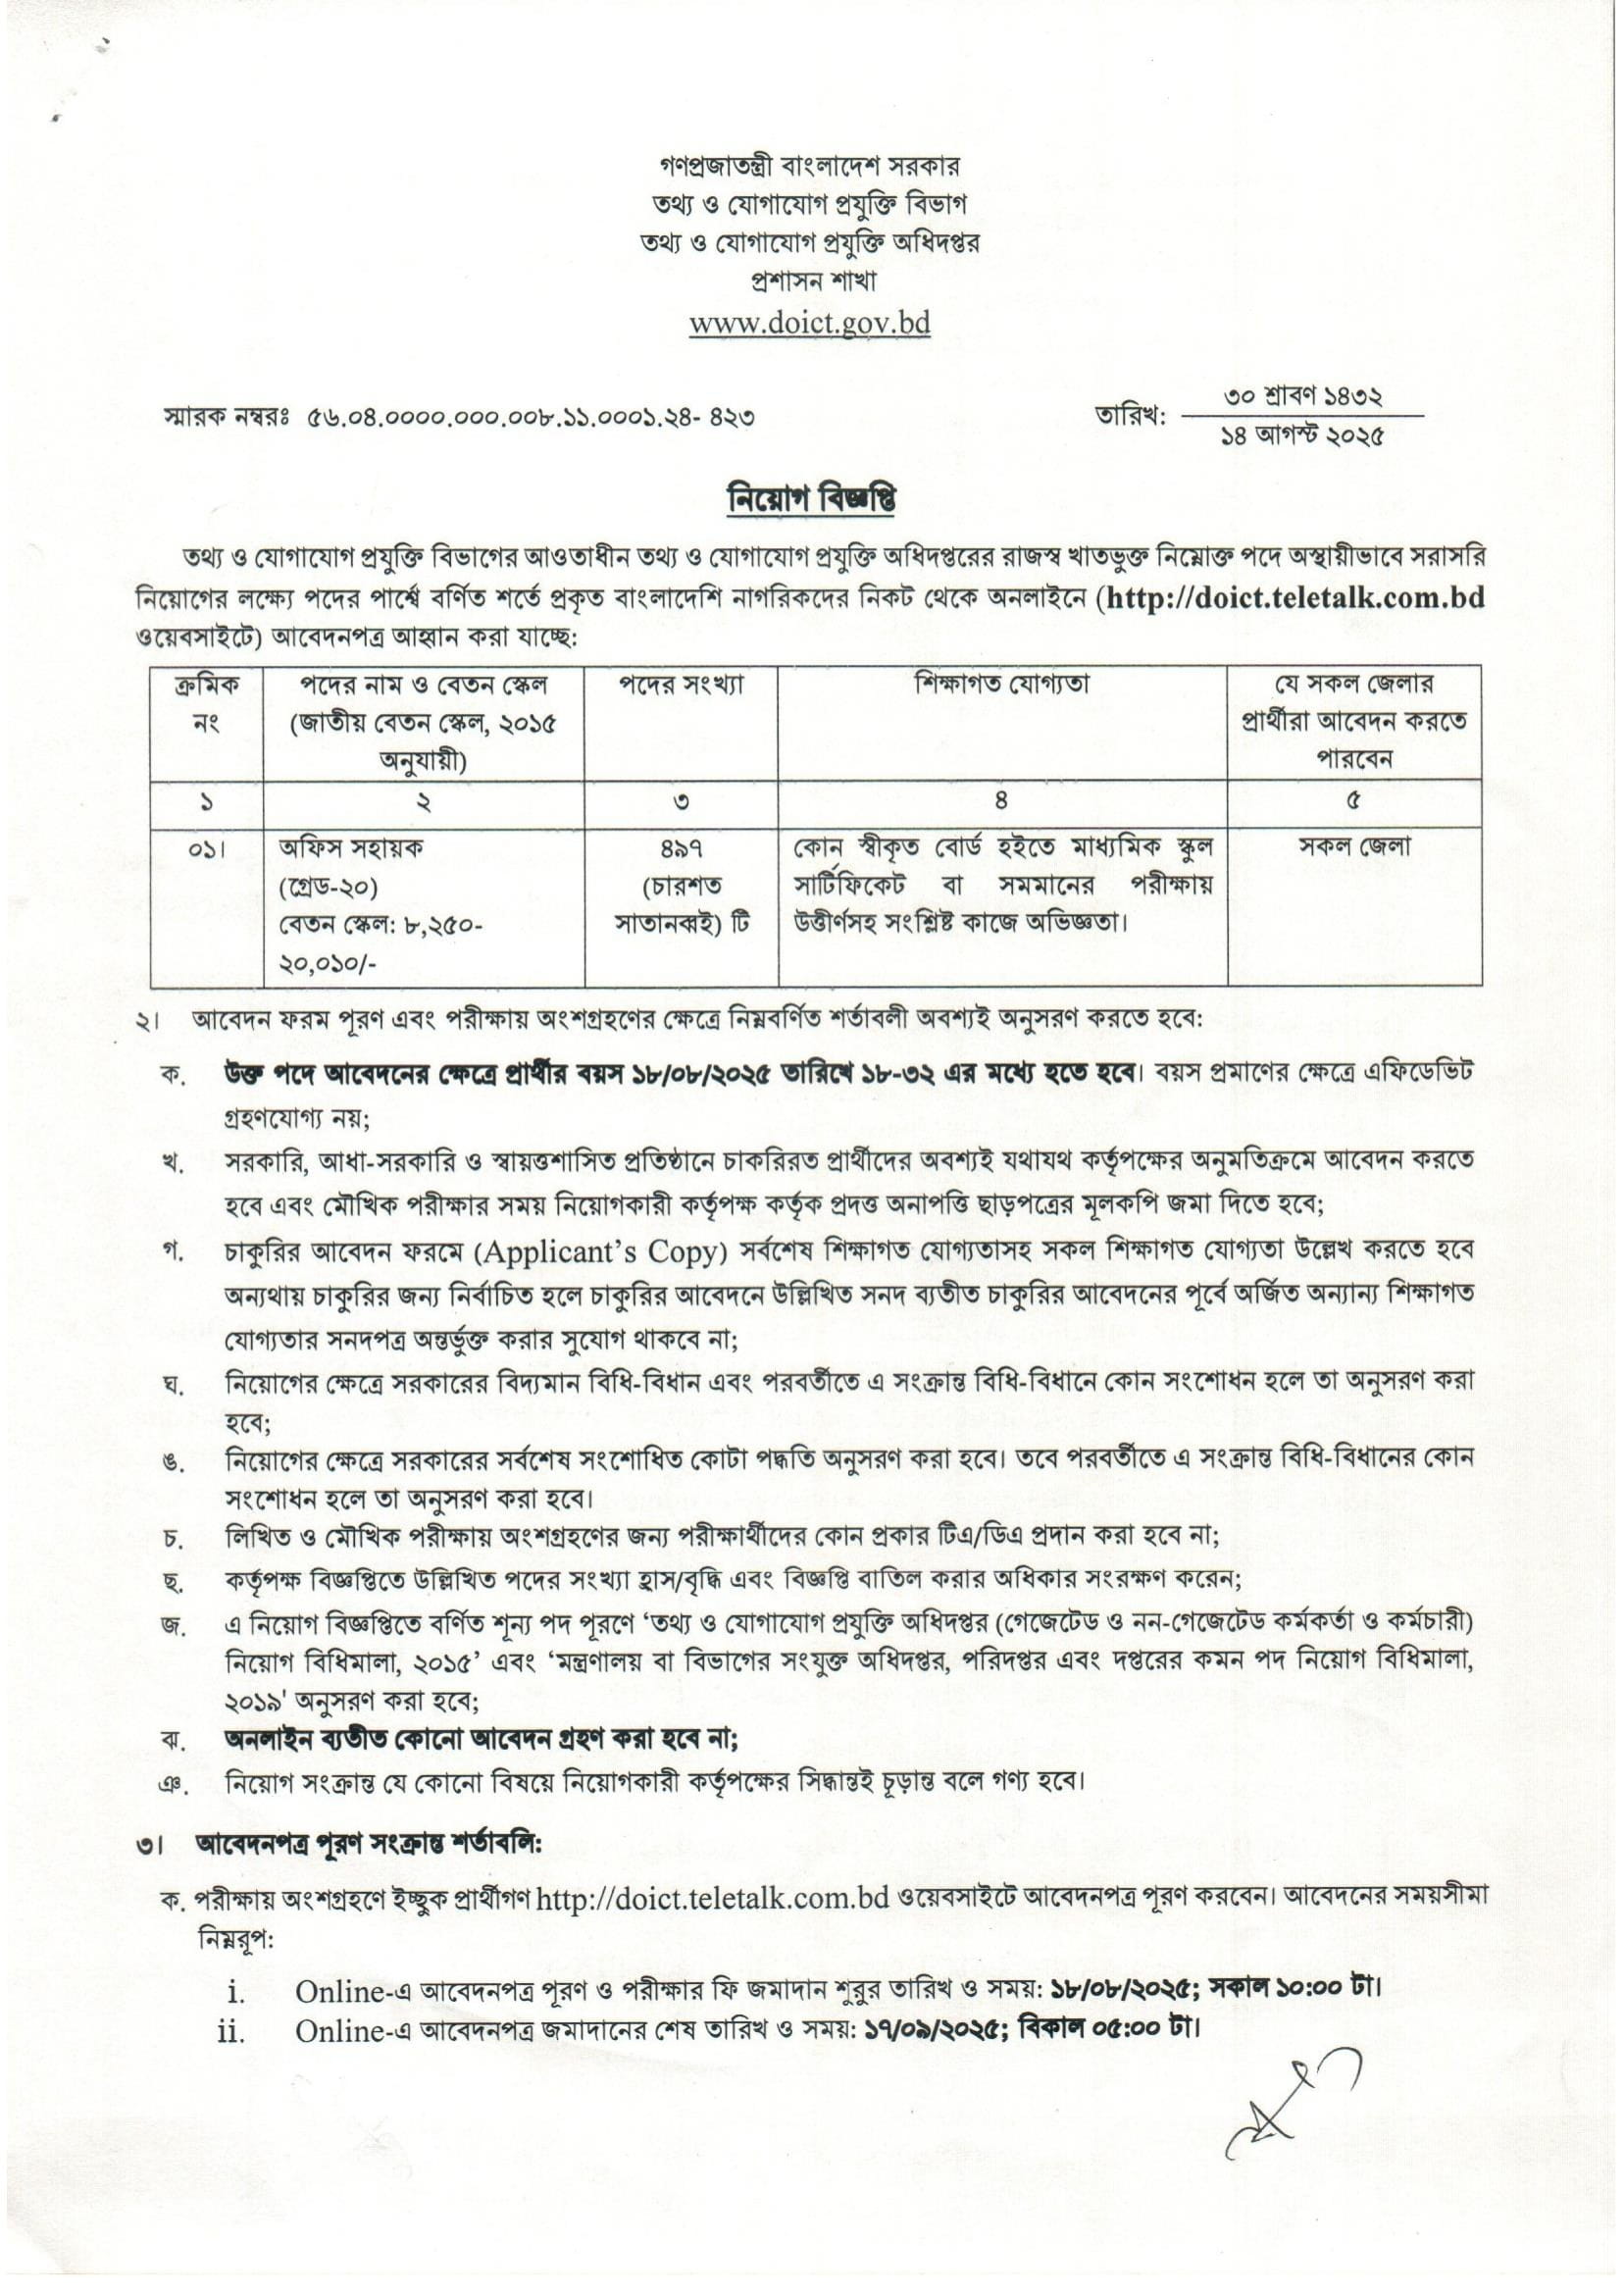 গণপ্রজাতন্ত্রী বাংলাদেশ সরকার
তথ্য ও যোগাযোগ প্রযুক্তি বিভাগ
তথ্য ও যোগাযোগ প্রযুক্তি অধিদপ্তর
প্রশাসন শাখা
www.doict.gov.bd
স্মারক নম্বরঃ ৫৬.০৪.০০০০.০০০.০০৮.১১.০০০১.২৪- ৪২৩
তারিখ: ৩০ শ্রাবণ ১৪৩২
১৪ আগস্ট ২০২৫
নিয়োগ বিজ্ঞপ্তি
তথ্য ও যোগাযোগ প্রযুক্তি বিভাগের আওতাধীন তথ্য ও যোগাযোগ প্রযুক্তি অধিদপ্তরের রাজস্ব খাতভুক্ত নিম্নোক্ত পদে অস্থায়ীভাবে সরাসরি
নিয়োগের লক্ষ্যে পদের পার্শ্বে বর্ণিত শর্তে প্রকৃত বাংলাদেশি নাগরিকদের নিকট থেকে অনলাইনে (http://doict.teletalk.com.bd
ওয়েবসাইটে) আবেদনপত্র আহ্বান করা যাচ্ছে:
ক্রমিক
নং
পদের নাম ও বেতন স্কেল
(জাতীয় বেতন স্কেল, ২০১৫
অনুযায়ী)
পদের সংখ্যা
শিক্ষাগত যোগ্যতা
যে সকল জেলার
প্রার্থীরা আবেদন করতে
পারবেন
১ ২ ৩ ৪ ৫
০১।
অফিস সহায়ক
(গ্রেড-২০)
বেতন স্কেল: ৮,২৫০-
২০,০১০/-
৪৯৭
(চারশত
সাতানব্বই) টি
কোন স্বীকৃত বোর্ড হইতে মাধ্যমিক স্কুল
সার্টিফিকেট বা সমমানের পরীক্ষায়
উত্তীর্ণসহ সংশ্লিষ্ট কাজে অভিজ্ঞতা।
সকল জেলা
২। আবেদন ফরম পূরণ এবং পরীক্ষায় অংশগ্রহণের ক্ষেত্রে নিম্নবর্ণিত শর্তাবলী অবশ্যই অনুসরণ করতে হবে:
ক. উক্ত পদে আবেদনের ক্ষেত্রে প্রার্থীর বয়স ১৮/০৮/২০২৫ তারিখে ১৮-৩২ এর মধ্যে হতে হবে। বয়স প্রমাণের ক্ষেত্রে এফিডেভিট
গ্রহণযোগ্য নয়;
খ. সরকারি, আধা-সরকারি ও স্বায়ত্তশাসিত প্রতিষ্ঠানে চাকরিরত প্রার্থীদের অবশ্যই যথাযথ কর্তৃপক্ষের অনুমতিক্রমে আবেদন করতে
হবে এবং মৌখিক পরীক্ষার সময় নিয়োগকারী কর্তৃপক্ষ কর্তৃক প্রদত্ত অনাপত্তি ছাড়পত্রের মূলকপি জমা দিতে হবে;
গ. চাকুরির আবেদন ফরমে (Applicant's Copy) সর্বশেষ শিক্ষাগত যোগ্যতাসহ সকল শিক্ষাগত যোগ্যতা উল্লেখ করতে হবে
অন্যথায় চাকুরির জন্য নির্বাচিত হলে চাকুরির আবেদনে উল্লিখিত সনদ ব্যতীত চাকুরির আবেদনের পূর্বে অর্জিত অন্যান্য শিক্ষাগত
যোগ্যতার সনদপত্র অন্তর্ভুক্ত করার সুযোগ থাকবে না;
ঘ. নিয়োগের ক্ষেত্রে সরকারের বিদ্যমান বিধি-বিধান এবং পরবর্তীতে এ সংক্রান্ত বিধি-বিধানে কোন সংশোধন হলে তা অনুসরণ করা
হবে;
ঙ. নিয়োগের ক্ষেত্রে সরকারের সর্বশেষ সংশোধিত কোটা পদ্ধতি অনুসরণ করা হবে। তবে পরবর্তীতে এ সংক্রান্ত বিধি-বিধানের কোন
সংশোধন হলে তা অনুসরণ করা হবে।
চ. লিখিত ও মৌখিক পরীক্ষায় অংশগ্রহণের জন্য পরীক্ষার্থীদের কোন প্রকার টিএ/ডিএ প্রদান করা হবে না;
ছ. কর্তৃপক্ষ বিজ্ঞপ্তিতে উল্লিখিত পদের সংখ্যা হ্রাস/বৃদ্ধি এবং বিজ্ঞপ্তি বাতিল করার অধিকার সংরক্ষণ করেন;
জ. এ নিয়োগ বিজ্ঞপ্তিতে বর্ণিত শূন্য পদ পূরণে ‘তথ্য ও যোগাযোগ প্রযুক্তি অধিদপ্তর (গেজেটেড ও নন-গেজেটেড কর্মকর্তা ও কর্মচারী)
নিয়োগ বিধিমালা, ২০১৫’ এবং ‘মন্ত্রণালয় বা বিভাগের সংযুক্ত অধিদপ্তর, পরিদপ্তর এবং দপ্তরের কমন পদ নিয়োগ বিধিমালা,
২০১৯' অনুসরণ করা হবে;
ঝ. অনলাইন ব্যতীত কোনো আবেদন গ্রহণ করা হবে না;
ঞ. নিয়োগ সংক্রান্ত যে কোনো বিষয়ে নিয়োগকারী কর্তৃপক্ষের সিদ্ধান্তই চূড়ান্ত বলে গণ্য হবে।
৩। আবেদনপত্র পূরণ সংক্রান্ত শর্তাবলি:
ক. পরীক্ষায় অংশগ্রহণে ইচ্ছুক প্রার্থীগণ http://doict.teletalk.com.bd ওয়েবসাইটে আবেদনপত্র পূরণ করবেন। আবেদনের সময়সীমা
নিম্নরূপ:
i. Online-এ আবেদনপত্র পূরণ ও পরীক্ষার ফি জমাদান শুরুর তারিখ ও সময়: ১৮/০৮/২০২৫; সকাল ১০:০০ টা।
ii. Online-এ আবেদনপত্র জমাদানের শেষ তারিখ ও সময়: ১৭/০৯/২০২৫; বিকাল ০৫:০০ টা।